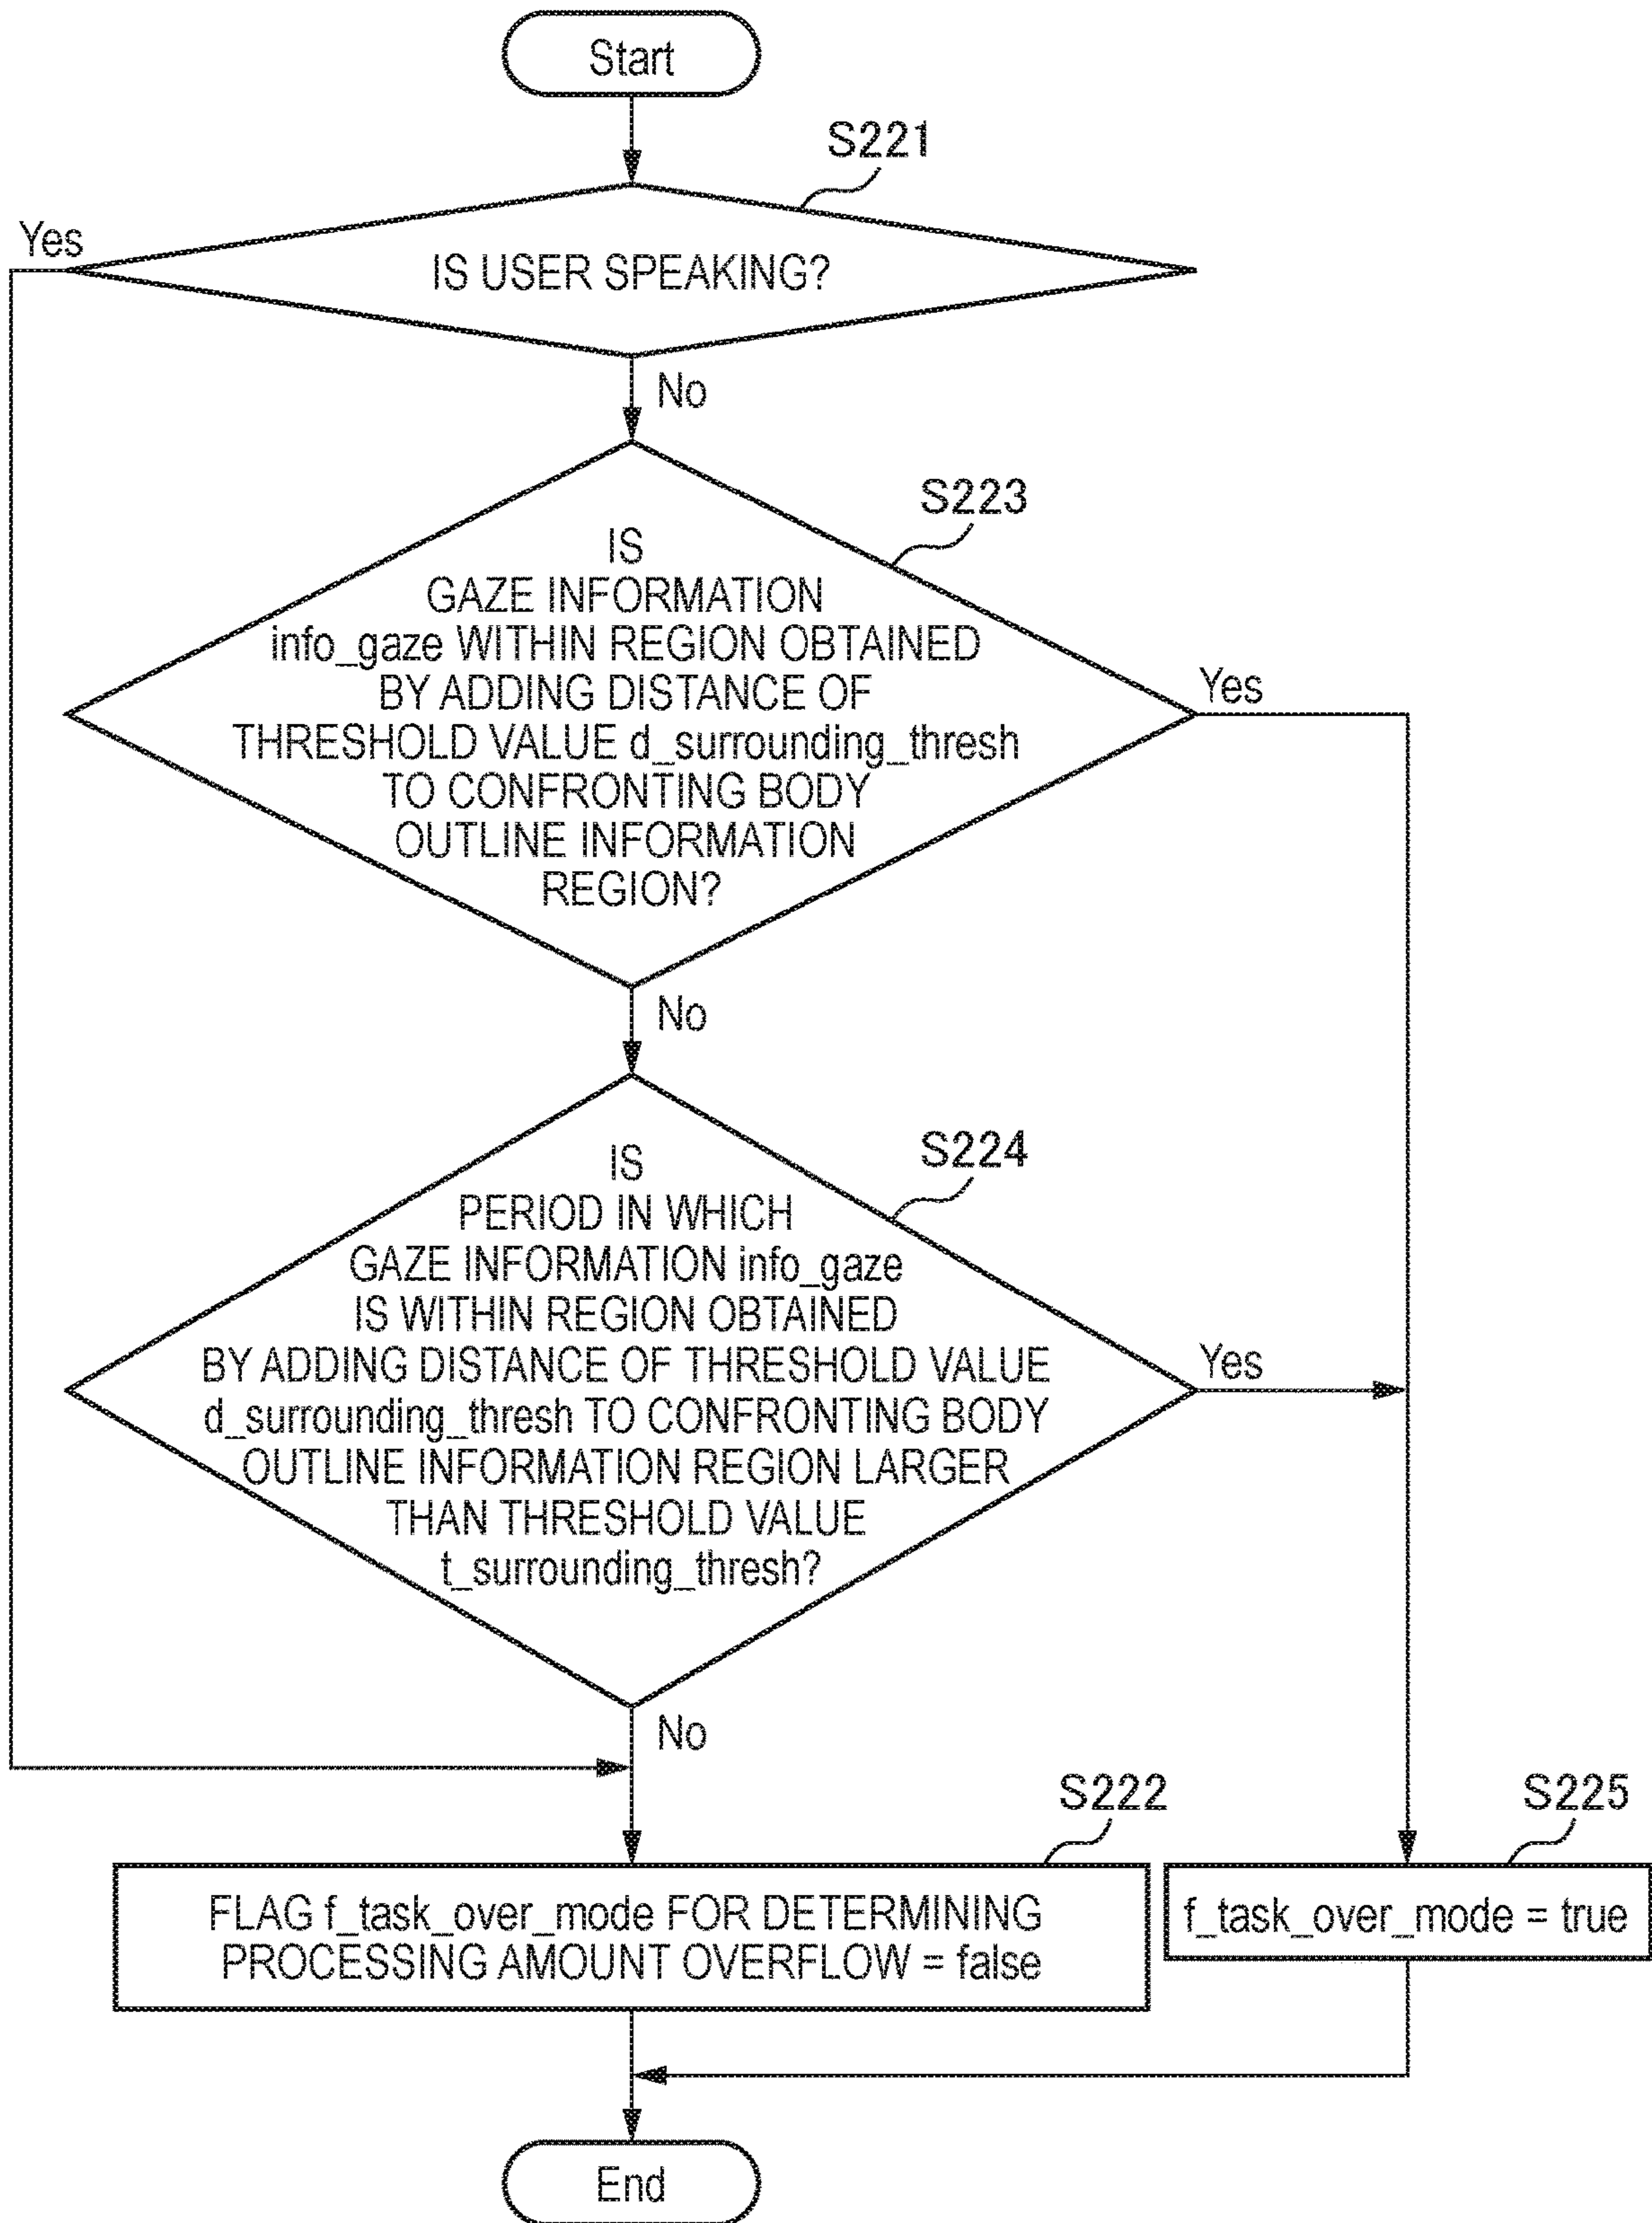 Start
S221
Yes
IS USER SPEAKING?
No
S223
IS
GAZE INFORMATION
info_gaze WITHIN REGION OBTAINED
BY ADDING DISTANCE OF
THRESHOLD VALUE d_surrounding_thresh
TO CONFRONTING BODY
OUTLINE INFORMATION
REGION?
Yes
No
S224
IS
PERIOD IN WHICH
GAZE INFORMATION info_gaze
IS WITHIN REGION OBTAINED
BY ADDING DISTANCE OF THRESHOLD VALUE
d_surrounding_thresh TO CONFRONTING BODY
OUTLINE INFORMATION REGION LARGER
THAN THRESHOLD VALUE
t_surrounding_thresh?
Yes
No
S222
FLAG f_task_over_mode FOR DETERMINING
PROCESSING AMOUNT OVERFLOW = false
S225
f_task_over_mode = true
End